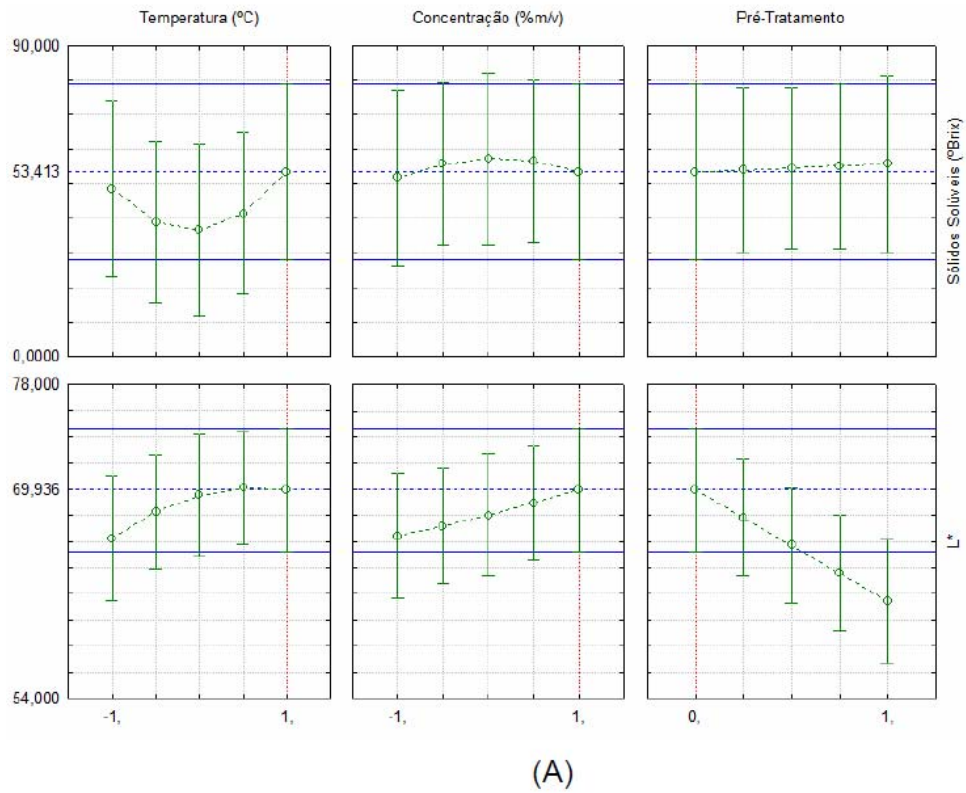 Temperatura (ºC) Concentração (%m/v) Pré-Tratamento
90,000
53,413
0,0000
Sólidos Solúveis (ºBrix)
78,000
69,936
54,000
L*
-1, 1, -1, 1, 0, 1,
(A)